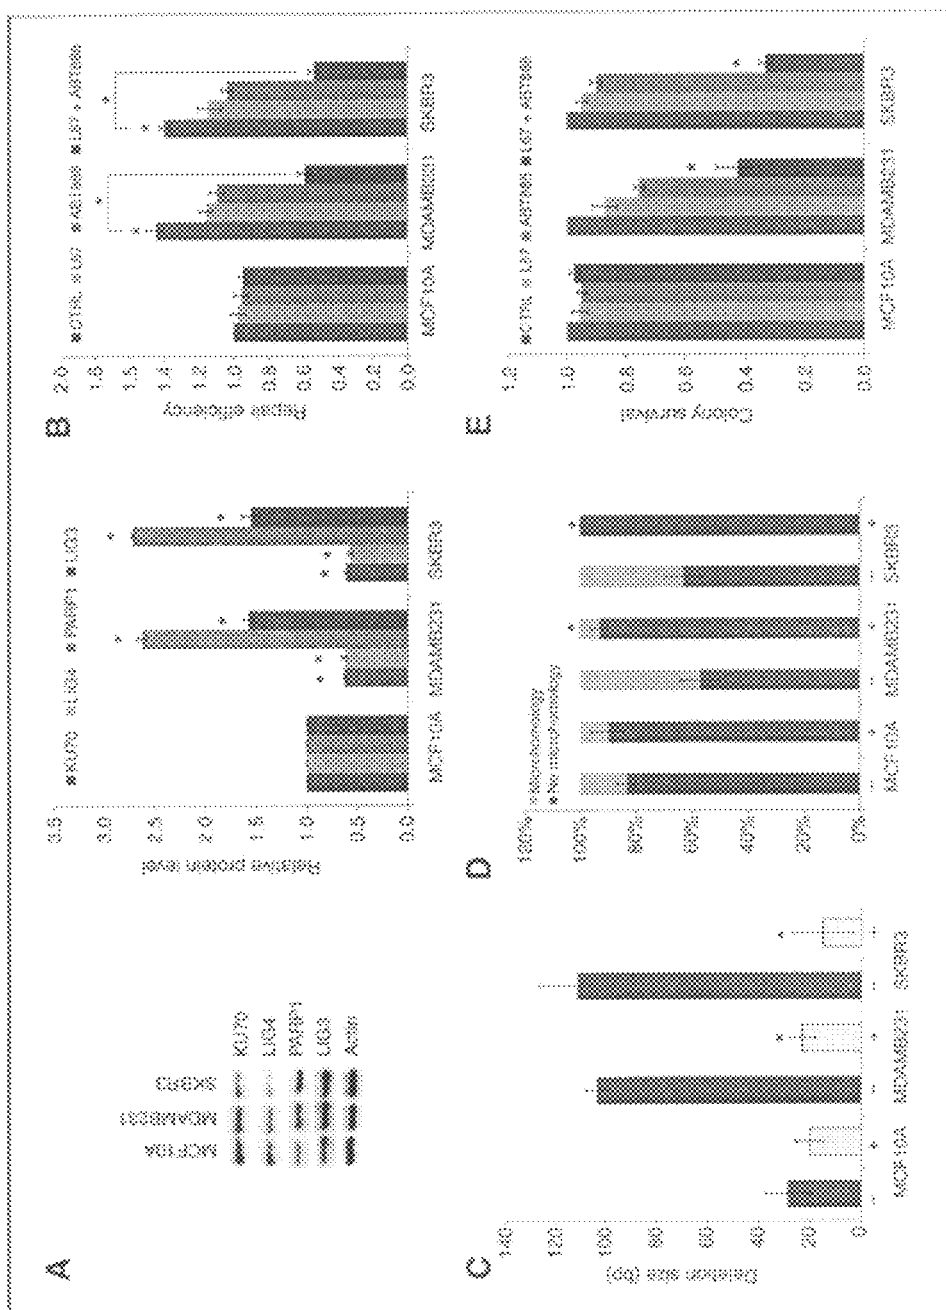 A
MCF10A
MDAMB231
SKBR3
KU70
LIG4
PARP1
LIG3
Actin
KU70 LIG4 PARP1 LIG3
Relative protein level
3.5
3.0
2.5
2.0
1.5
1.0
0.5
0.0
MCF10A MDAMB231 SKBR3
B
CTRL L67 ABT888 L67 + ABT888
Repair efficiency
2.0
1.8
1.6
1.4
1.2
1.0
0.8
0.6
0.4
0.2
0.0
MCF10A MDAMB231 SKBR3
C
Deletion size (bp)
140
120
100
80
60
40
20
0
- + - + - +
MCF10A MDAMB231 SKBR3
D
Microhomology
No microhomology
120%
100%
80%
60%
40%
20%
0%
- + - + - +
MCF10A MDAMB231 SKBR3
E
CTRL L67 ABT888 L67 + ABT888
Colony survival
1.2
1.0
0.8
0.6
0.4
0.2
0.0
MCF10A MDAMB231 SKBR3